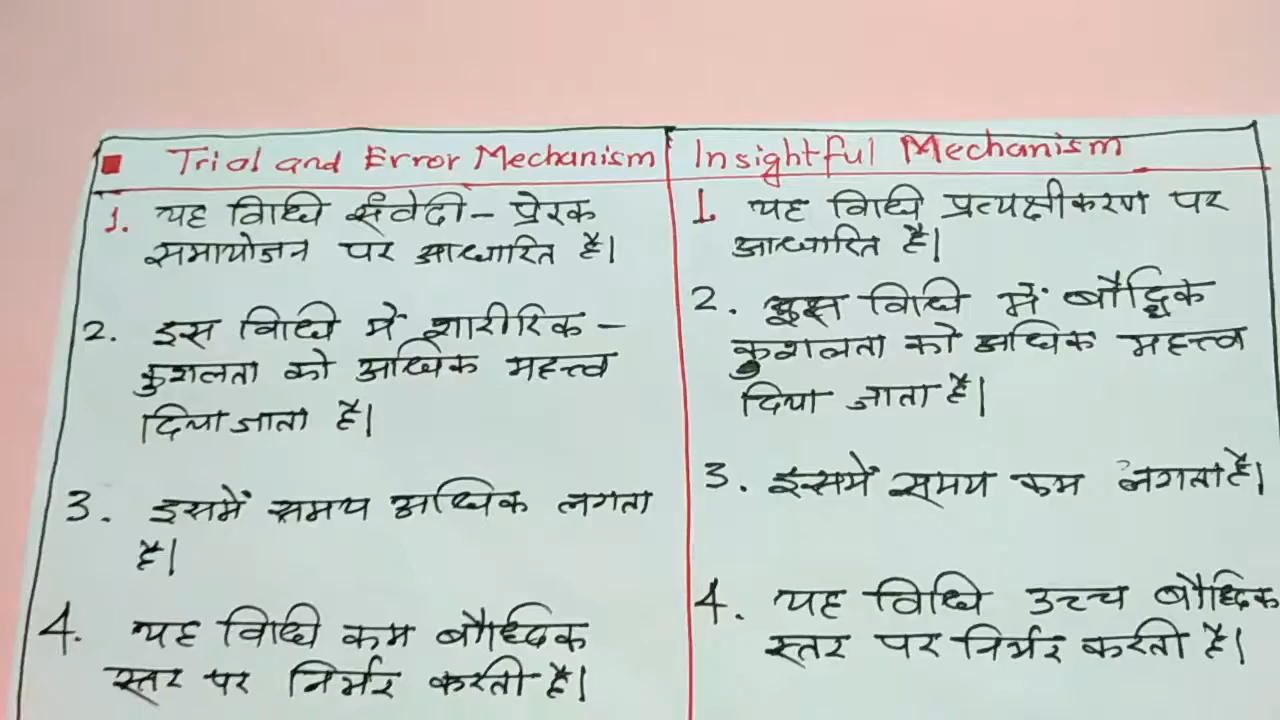 Trial and Error Mechanism
1. यह विधि संवेदी - प्रेरक
समायोजन पर आधारित है।
2. इस विधि में शारीरिक -
कुशलता को अधिक महत्त्व
दिया जाता है।
3. इसमें समय अधिक लगता
है।
4. यह विधि कम बौध्दिक
स्तर पर निर्भर करती है।
Insightful Mechanism
1. यह विधि प्रत्यक्षीकरण पर
आधारित है।
2. इस विधि में बौद्धिक
कुशलता को अधिक महत्त्व
दिया जाता है।
3. इसमें समय कम लगता है।
4. यह विधि उच्च बौध्दिक
स्तर पर निर्भर करती है।